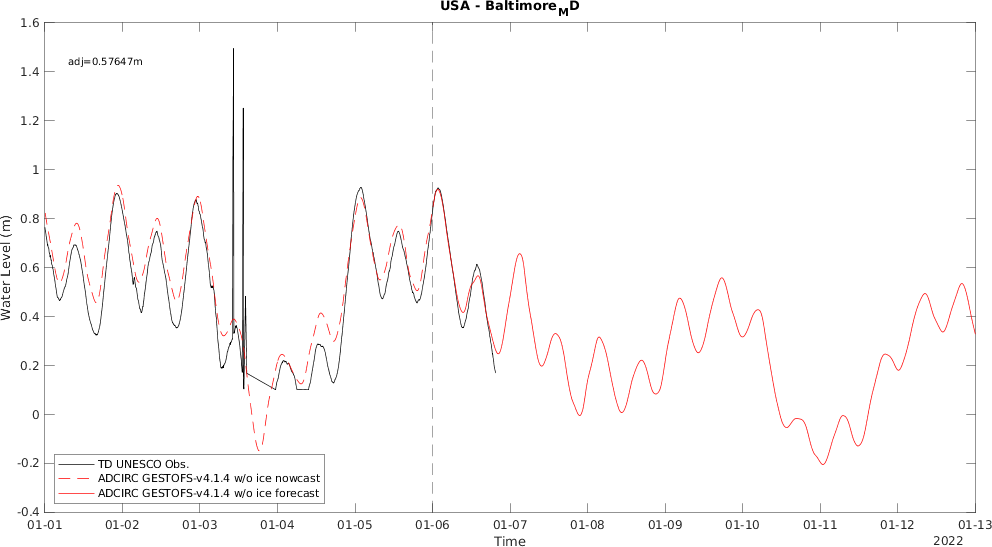 USA - Baltimore_MD
adj=0.57647m
1.6
1.4
1.2
1
0.8
0.6
0.4
0.2
0
-0.2
-0.4
Water Level (m)
TD UNESCO Obs.
ADCIRC GESTOFS-v4.1.4 w/o ice nowcast
ADCIRC GESTOFS-v4.1.4 w/o ice forecast
01-01 01-02 01-03 01-04 01-05 01-06 01-07 01-08 01-09 01-10 01-11 01-12 01-13
Time
2022